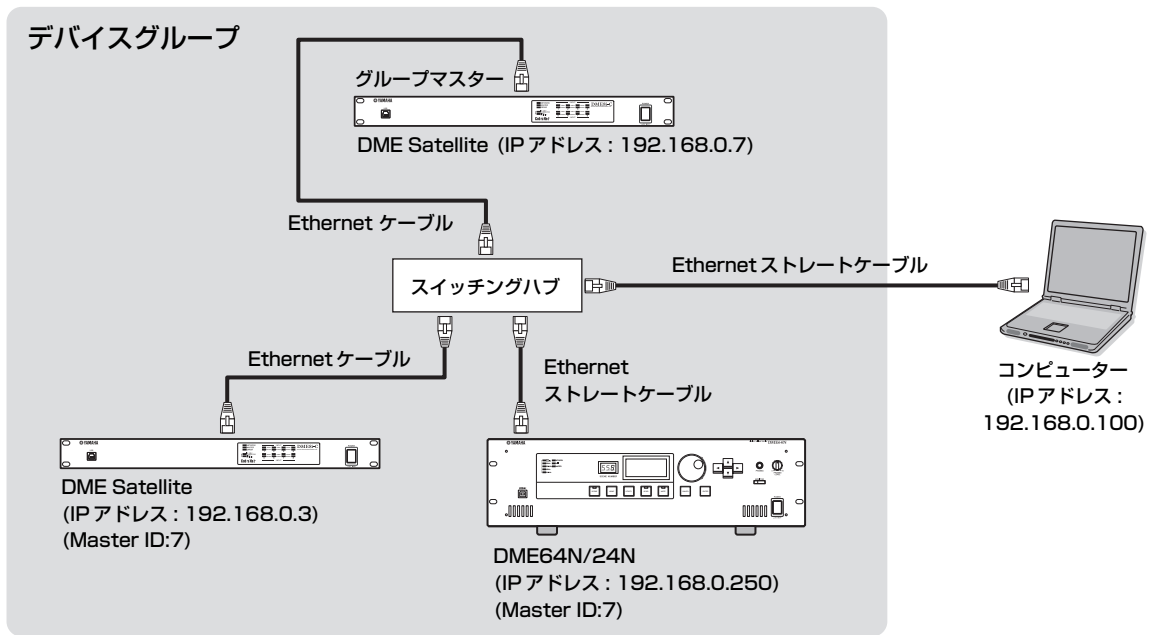 デバイスグループ
グループマスター
YAMAHA
DME Satellite (IPアドレス : 192.168.0.7)
Ethernet ケーブル
Ethernetストレートケーブル
スイッチングハブ
Ethernetケーブル
Ethernet
ストレートケーブル
コンピューター
(IPアドレス :
192.168.0.100)
YAMAHA
DME Satellite
(IPアドレス : 192.168.0.3)
(Master ID:7)
YAMAHA
DME64N/24N
(IPアドレス : 192.168.0.250)
(Master ID:7)